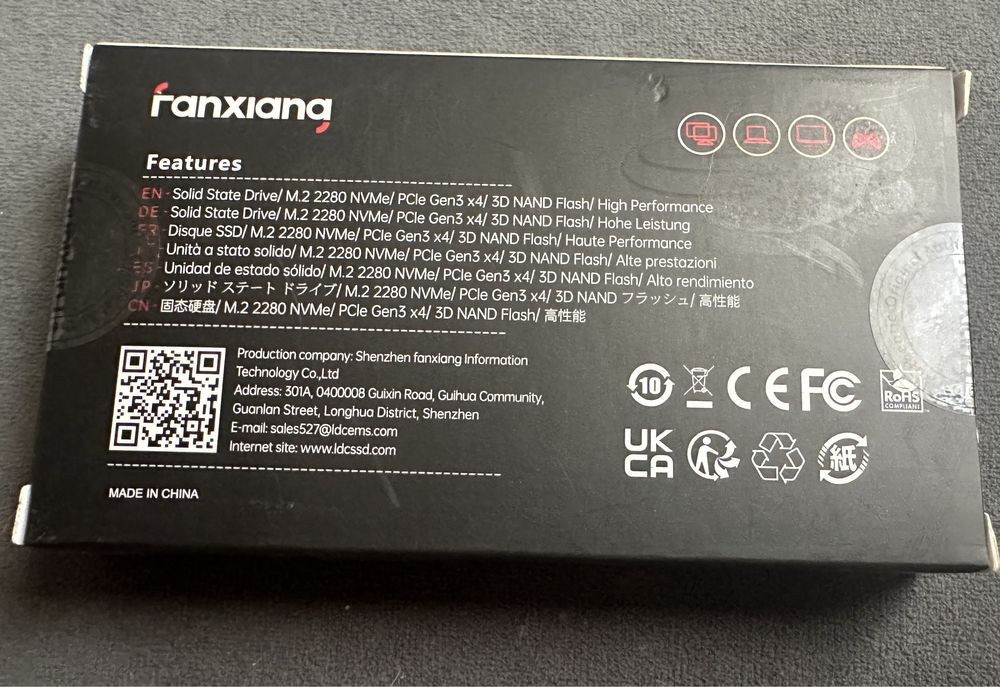 fanxiang
Features
EN - Solid State Drive/ M.2 2280 NVMe/ PCIe Gen3 x4/ 3D NAND Flash/ High Performance
DE - Solid State Drive/ M.2 2280 NVMe/ PCIe Gen3 x4/ 3D NAND Flash/ Hohe Leistung
FR - Disque SSD/ M.2 2280 NVMe/ PCIe Gen3 x4/ 3D NAND Flash/ Haute Performance
Unità a stato solido/ M.2 2280 NVMe/ PCIe Gen3 x4/ 3D NAND Flash/ Alte prestazioni
ES - Unidad de estado sólido/ M.2 2280 NVMe/ PCIe Gen3 x4/ 3D NAND Flash/ Alto rendimiento
JP - ソリッド ステート ドライブ/ M.2 2280 NVMe/ PCIe Gen3 x4/ 3D NAND フラッシュ/ 高性能
CN - 固态硬盘/ M.2 2280 NVMe/ PCIe Gen3 x4/ 3D NAND Flash/ 高性能
Production company: Shenzhen fanxiang Information
Technology Co.,Ltd
Address: 301A, 0400008 Guixin Road, Guihua Community,
Guanlan Street, Longhua District, Shenzhen
E-mail: sales527@ldcems.com
Internet site: www.ldcssd.com
MADE IN CHINA
10 CE FC RoHS
COMPLIANT
UK
CA
紙